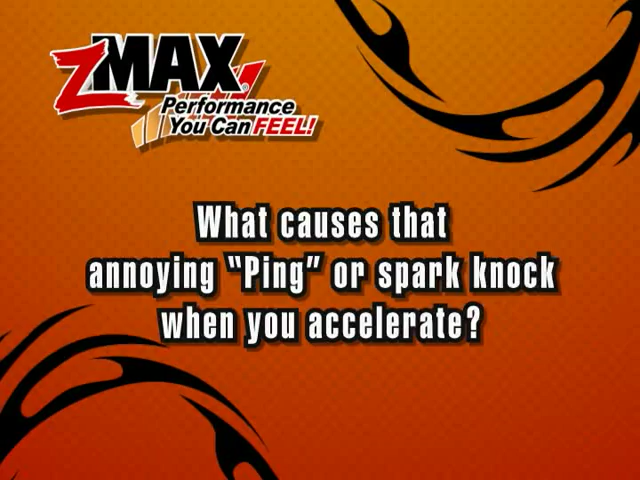 zMAX
Performance
You Can FEEL!
What causes that
annoying “Ping” or spark knock
when you accelerate?